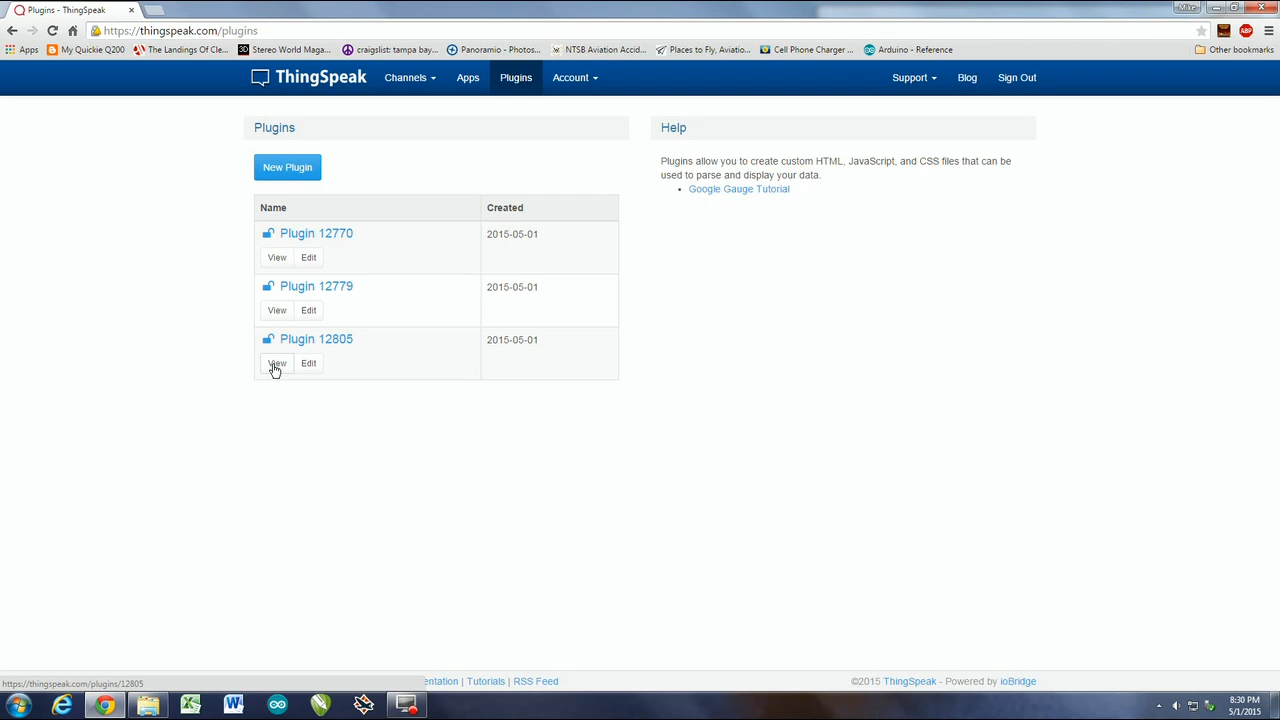 Plugins - ThingSpeak
Mike
https://thingspeak.com/plugins
ABP
Apps
My Quickie Q200
The Landings Of Cle...
3D
Stereo World Maga...
craigslist: tampa bay...
Panoramio - Photos...
NTSB Aviation Accid...
Places to Fly, Aviatio...
Cell Phone Charger ...
Arduino - Reference
Other bookmarks
ThingSpeak
Channels
Apps
Plugins
Account
Support
Blog
Sign Out
Plugins
Help
New Plugin
Plugins allow you to create custom HTML, JavaScript, and CSS files that can be
used to parse and display your data.
Google Gauge Tutorial
Name Created
Plugin 12770 2015-05-01
View Edit
Plugin 12779 2015-05-01
View Edit
Plugin 12805 2015-05-01
View Edit
https://thingspeak.com/plugins/12805
entation | Tutorials | RSS Feed
©2015 ThingSpeak - Powered by ioBridge
8:30 PM
5/1/2015